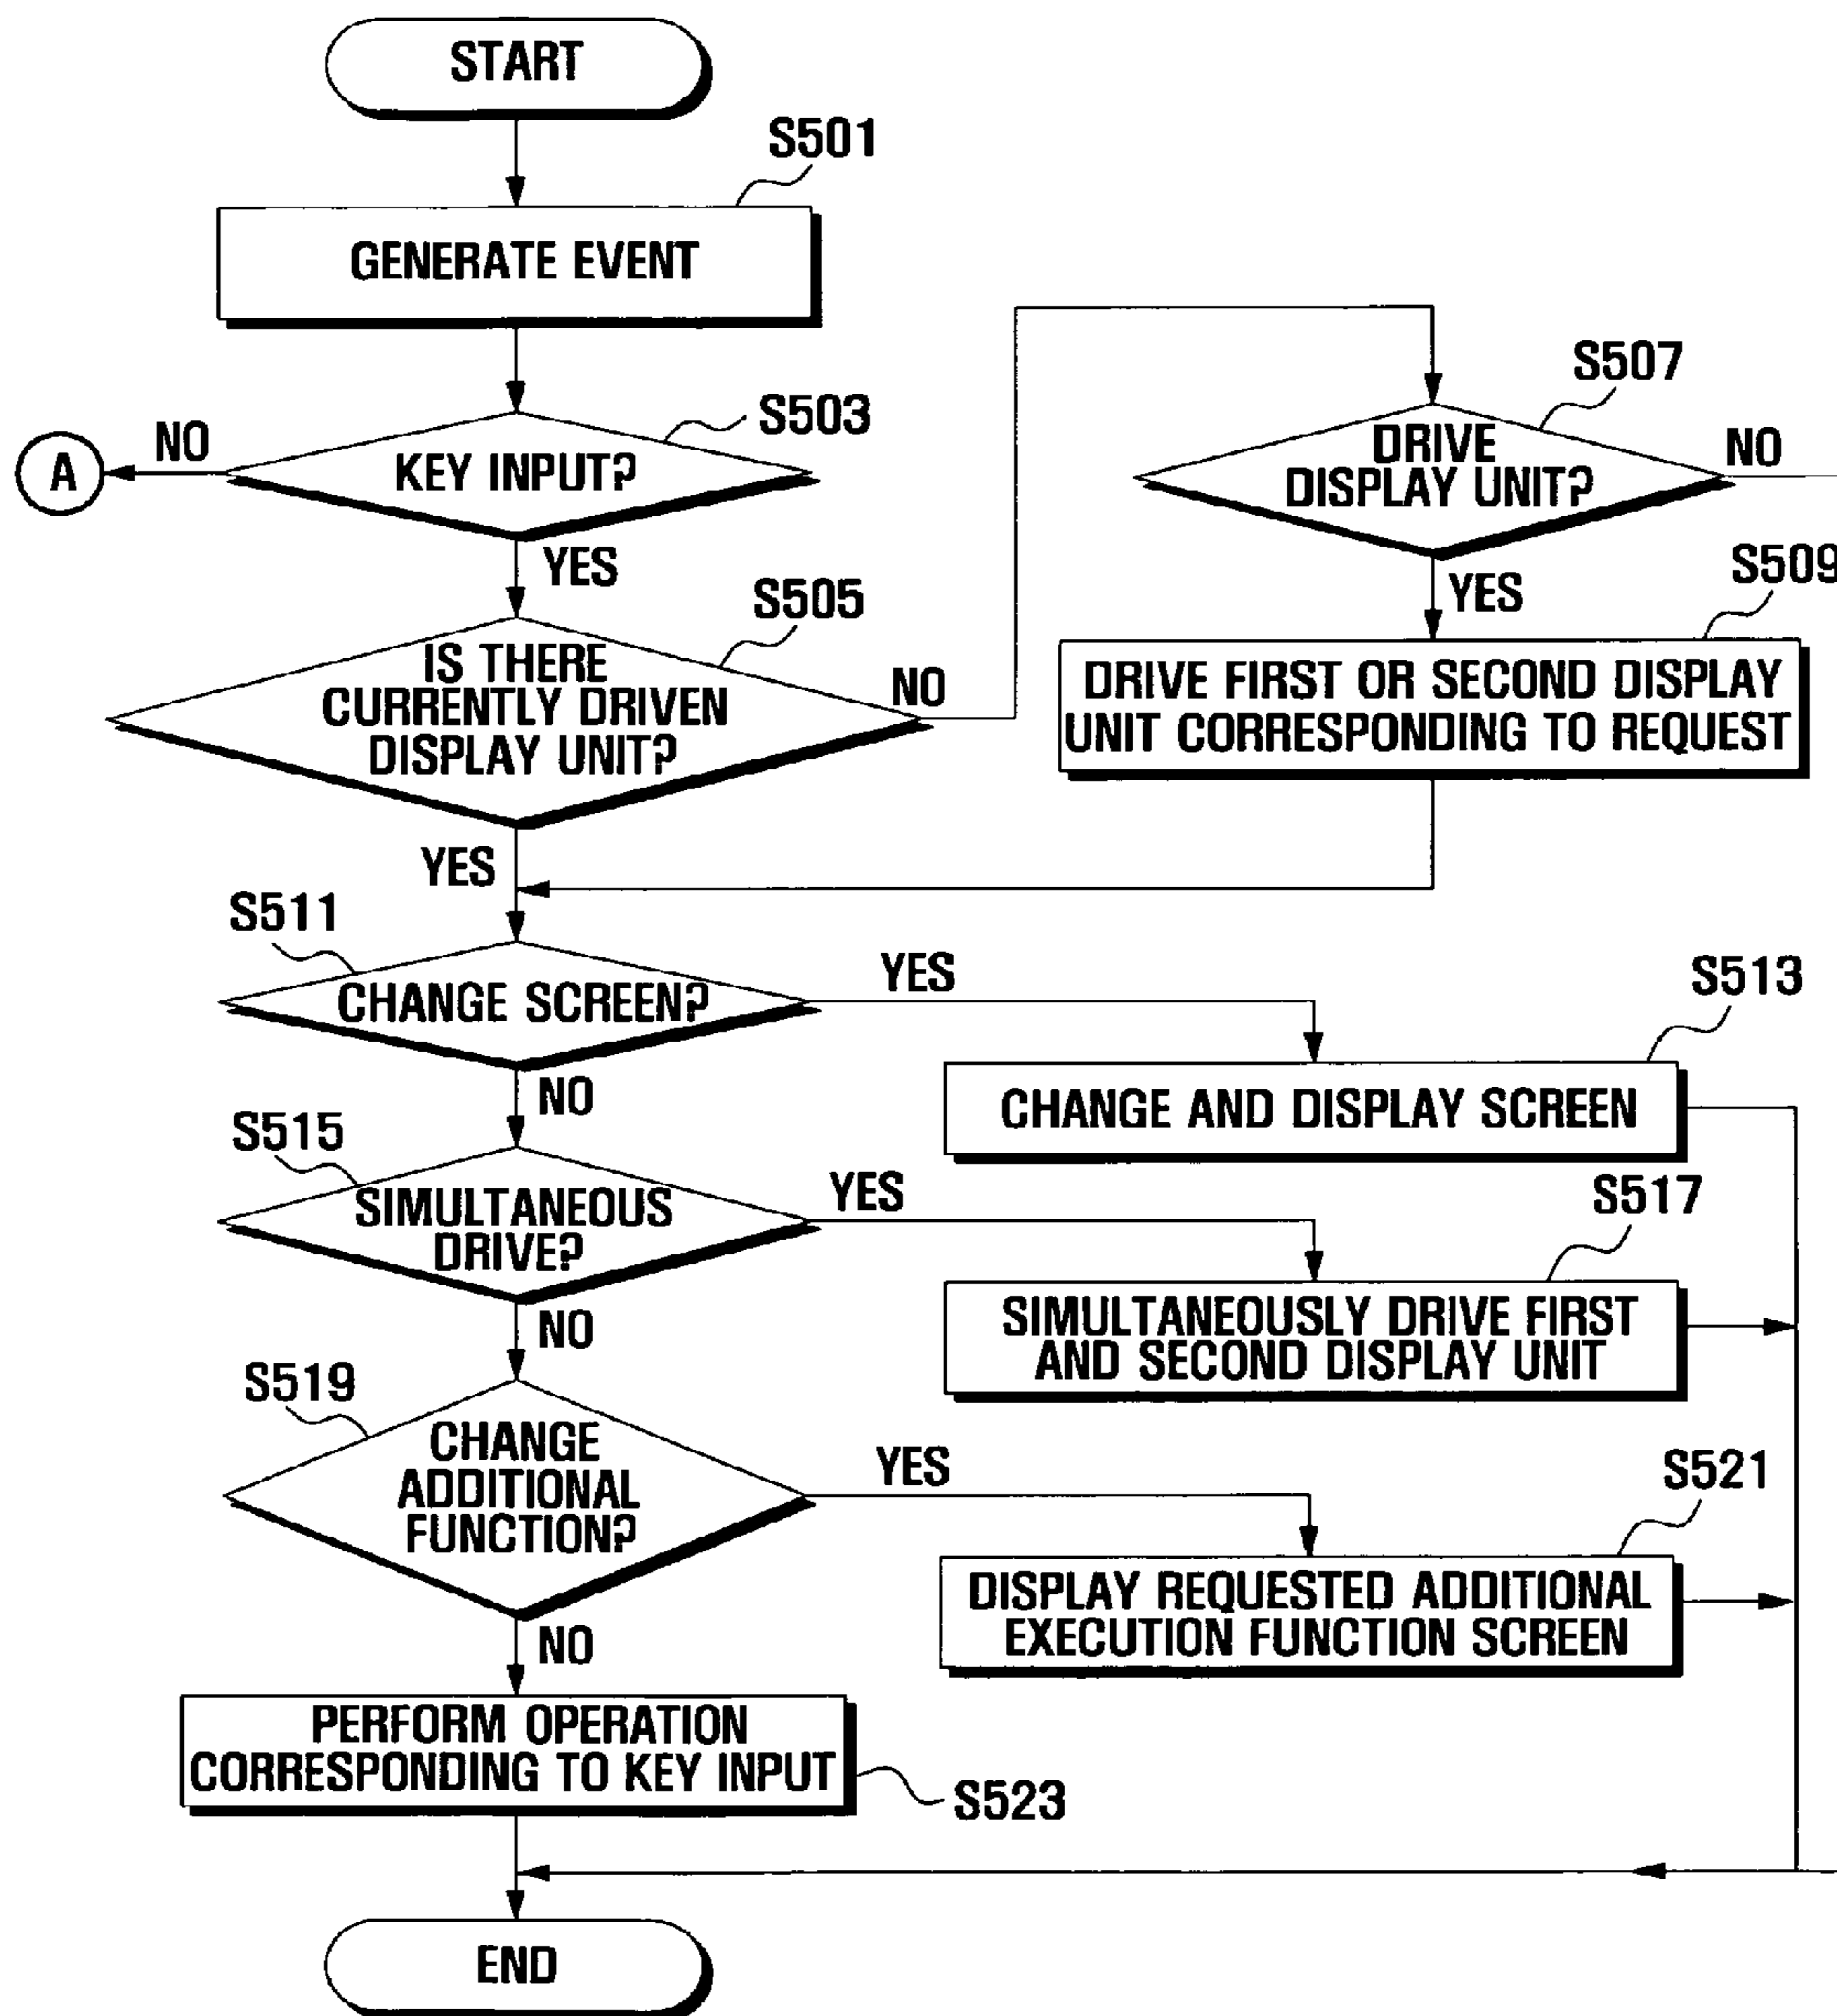 START
S501
GENERATE EVENT
S503
NO
A
KEY INPUT?
YES
S505
IS THERE
CURRENTLY DRIVEN
DISPLAY UNIT?
NO
YES
S507
DRIVE
DISPLAY UNIT?
NO
YES
S509
DRIVE FIRST OR SECOND DISPLAY
UNIT CORRESPONDING TO REQUEST
S511
CHANGE SCREEN?
YES
NO
S513
CHANGE AND DISPLAY SCREEN
S515
SIMULTANEOUS
DRIVE?
YES
NO
S517
SIMULTANEOUSLY DRIVE FIRST
AND SECOND DISPLAY UNIT
S519
CHANGE
ADDITIONAL
FUNCTION?
YES
NO
S521
DISPLAY REQUESTED ADDITIONAL
EXECUTION FUNCTION SCREEN
PERFORM OPERATION
CORRESPONDING TO KEY INPUT
S523
END